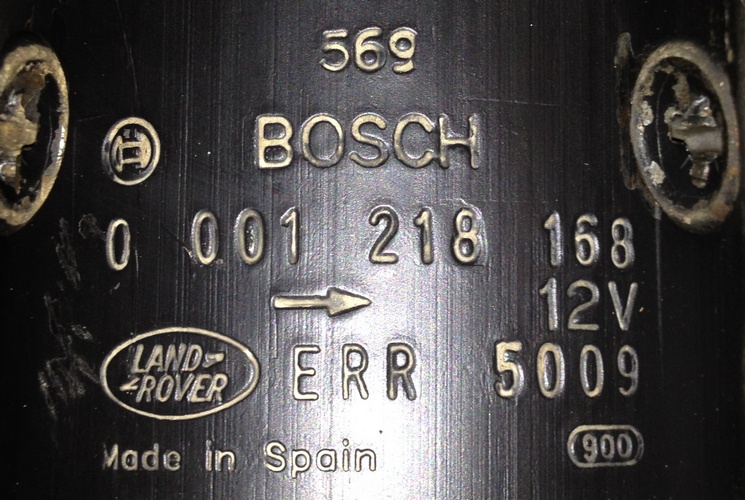 569
BOSCH
0 001 218 168
12V
LAND ROVER ERR 5009
Made in Spain 900